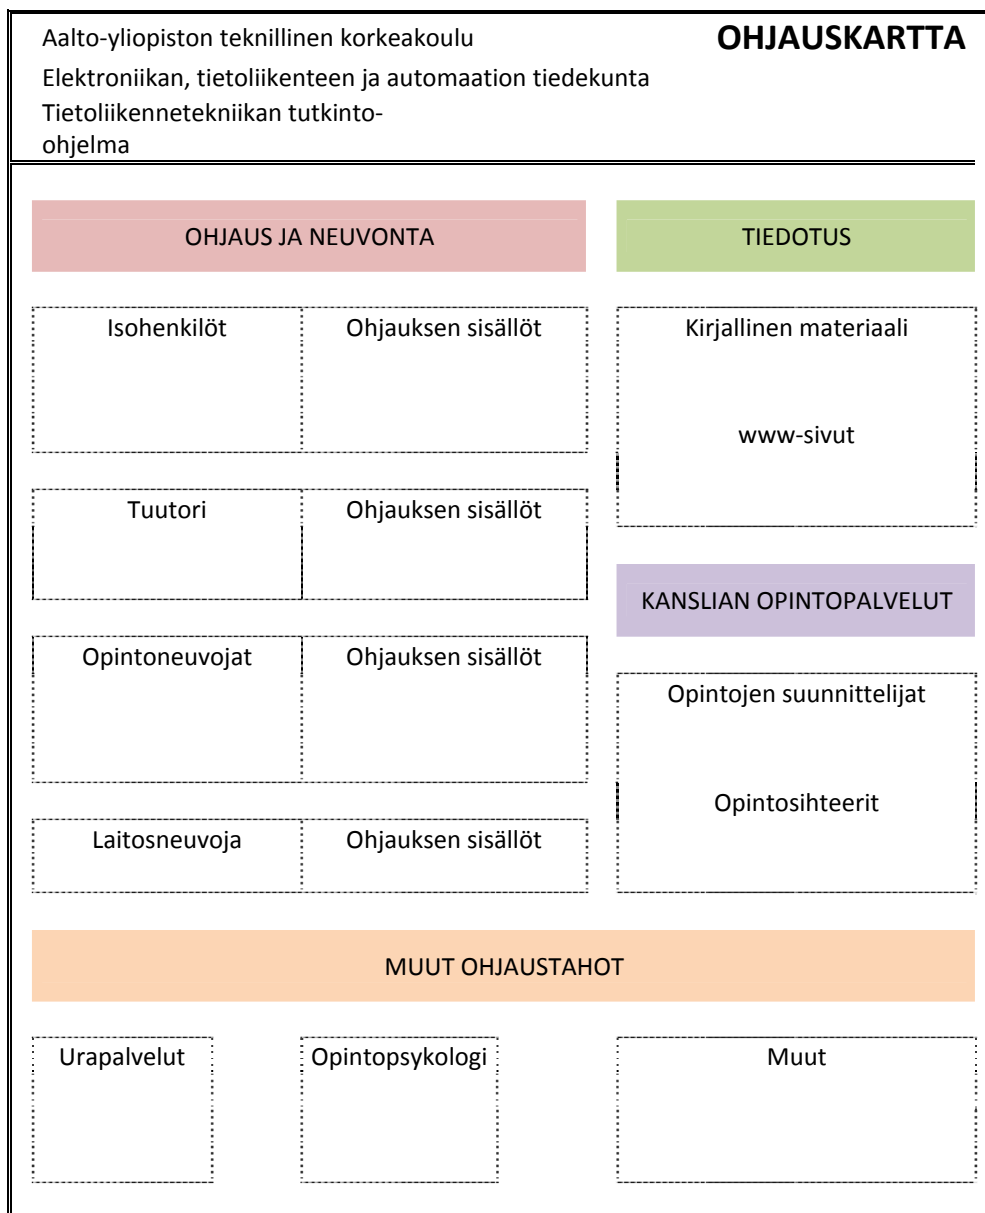 Aalto-yliopiston teknillinen korkeakoulu
OHJAUSKARTTA
Elektroniikan, tietoliikenteen ja automaation tiedekunta
Tietoliikennetekniikan tutkinto-
ohjelma
OHJAUS JA NEUVONTA
Isohenkilöt
Ohjauksen sisällöt
Tuutori
Ohjauksen sisällöt
Opintoneuvojat
Ohjauksen sisällöt
Laitosneuvoja
Ohjauksen sisällöt
TIEDOTUS
Kirjallinen materiaali
www-sivut
KANSLIAN OPINTOPALVELUT
Opintojen suunnittelijat
Opintosihteerit
MUUT OHJAUSTAHOT
Urapalvelut
Opintopsykologi
Muut